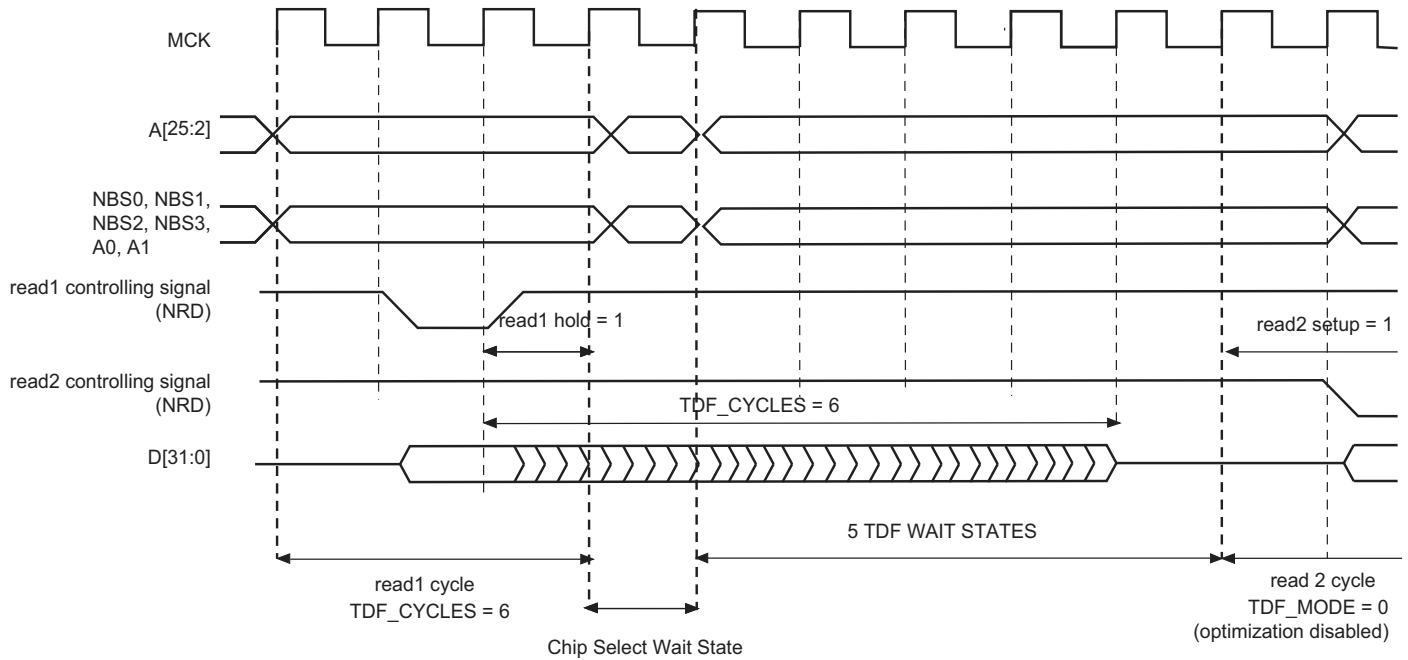 MCK
A[25:2]
NBS0, NBS1,
NBS2, NBS3,
A0, A1
read1 controlling signal
(NRD)
read1 hold = 1
read2 setup = 1
read2 controlling signal
(NRD)
TDF_CYCLES = 6
D[31:0]
5 TDF WAIT STATES
read1 cycle
TDF_CYCLES = 6
read 2 cycle
TDF_MODE = 0
(optimization disabled)
Chip Select Wait State